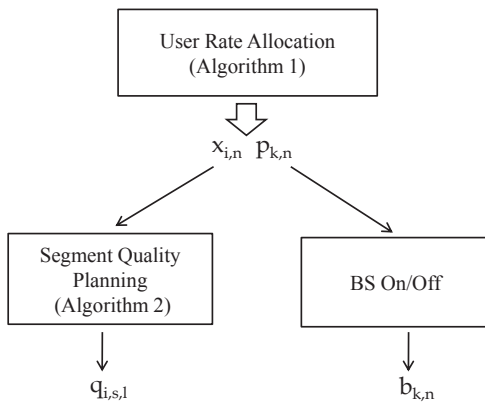 User Rate Allocation
(Algorithm 1)
x_{i,n} p_{k,n}
Segment Quality
Planning
(Algorithm 2)
BS On/Off
q_{i,s,l}
b_{k,n}